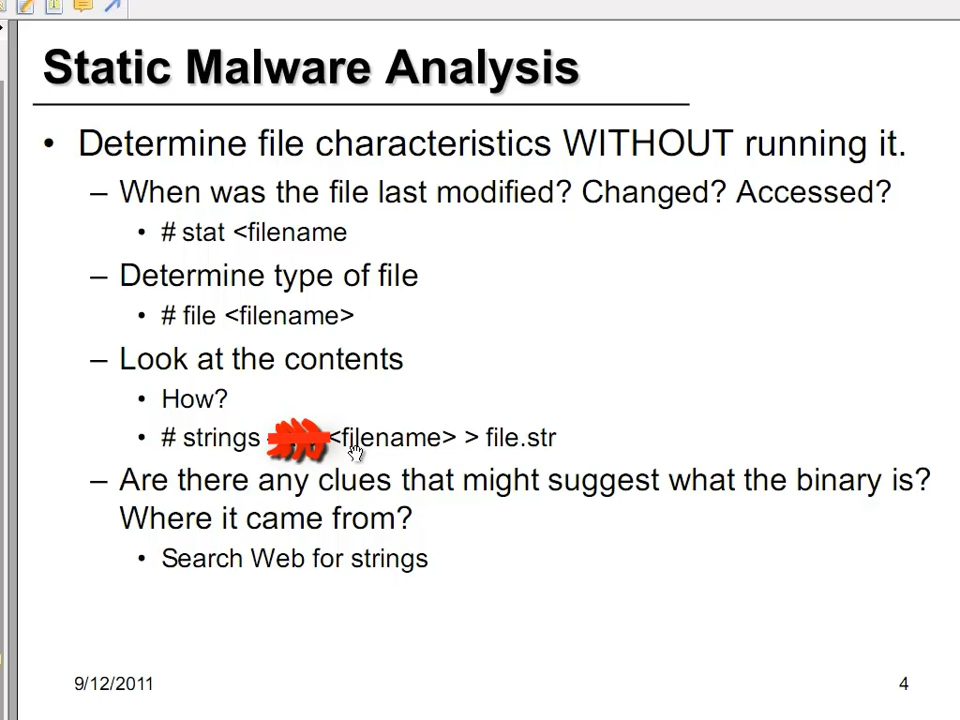 Static Malware Analysis
• Determine file characteristics WITHOUT running it.
– When was the file last modified? Changed? Accessed?
• # stat <filename
– Determine type of file
• # file <filename>
– Look at the contents
• How?
• # strings <filename> > file.str
– Are there any clues that might suggest what the binary is?
Where it came from?
• Search Web for strings
9/12/2011
4